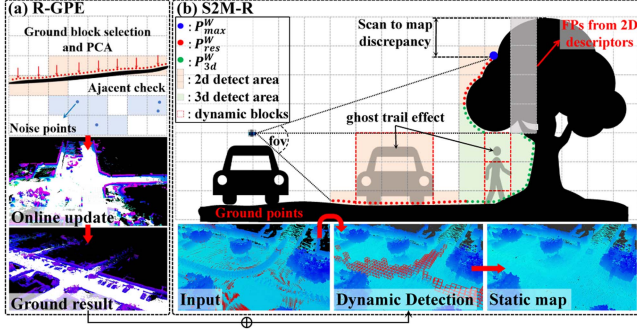 (a) R-GPE
Ground block selection
and PCA
Ajacent check
Noise points
Online update
Ground result
(b) S2M-R
: P^W_max
: P^W_res
: P^W_3d
: 2d detect area
: 3d detect area
: dynamic blocks
Scan to map
discrepancy
FPs from 2D
descriptors
ghost trail effect
fov
Ground points
Input
Dynamic Detection
Static map